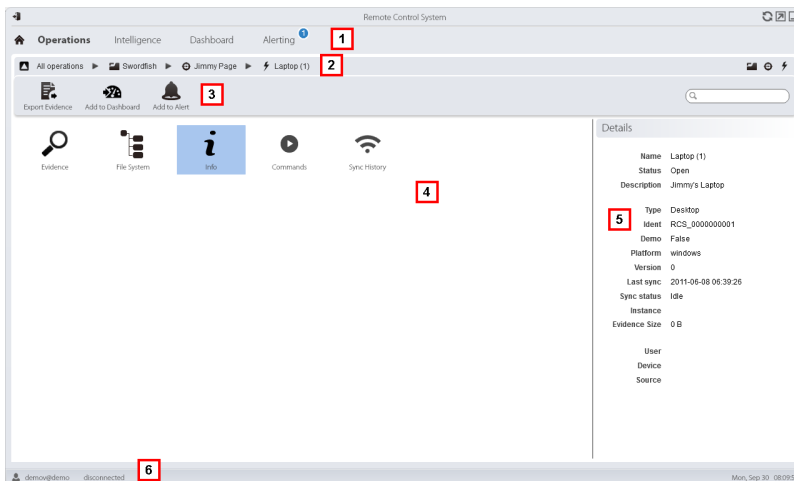 Remote Control System
Operations Intelligence Dashboard Alerting 1 1
All operations Swordfish Jimmy Page Laptop (1) 2
Export Evidence Add to Dashboard Add to Alert 3
Evidence File System Info Commands Sync History
4
Details
Name Laptop (1)
Status Open
Description Jimmy's Laptop
Type Desktop
5
Ident RCS_0000000001
Demo False
Platform windows
Version 0
Last sync 2011-06-08 06:39:26
Sync status Idle
Instance
Evidence Size 0 B
User
Device
Source
demov@demo disconnected 6 Mon, Sep 30